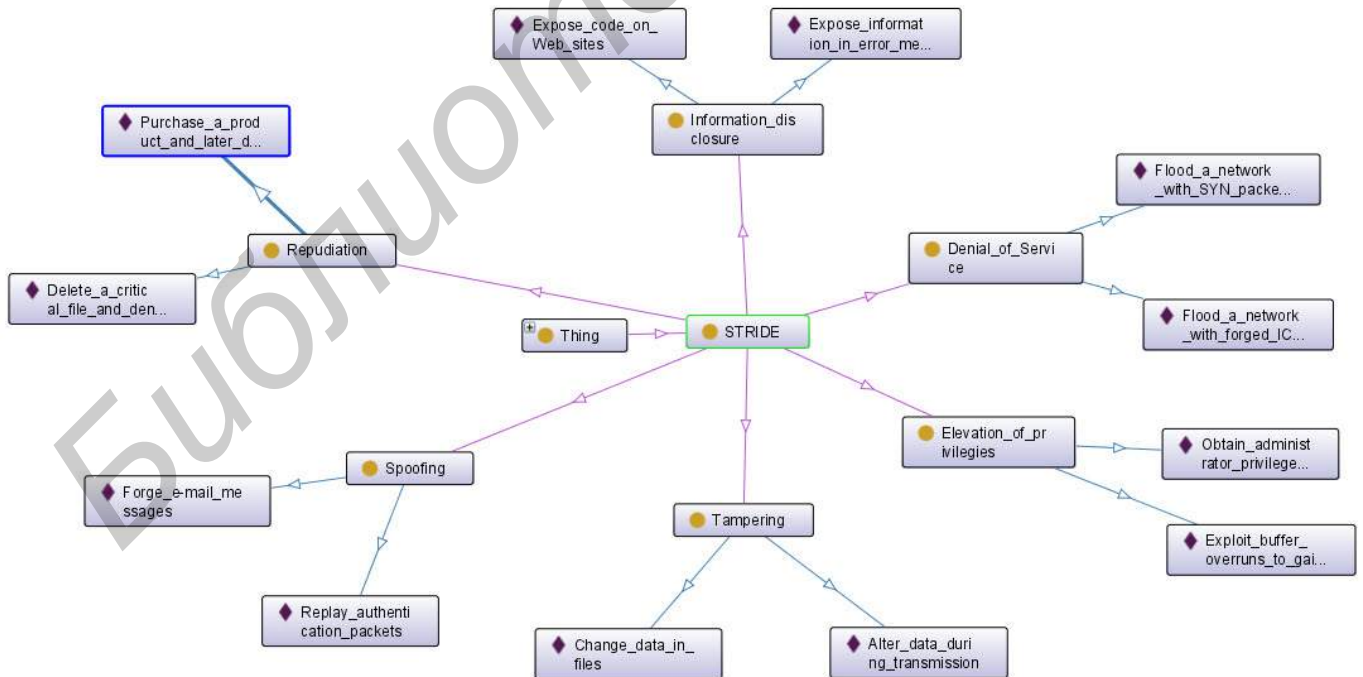 Expose_code_on_
Web_sites
Expose_informat
ion_in_error_me...
Purchase_a_prod
uct_and_later_d...
Information_dis
closure
Flood_a_network
_with_SYN_packe...
Repudiation
Denial_of_Servi
ce
Delete_a_critic
al_file_and_den...
Flood_a_network
_with_forged_IC...
Thing
STRIDE
Elevation_of_pr
ivilegies
Obtain_administ
rator_privilege...
Spoofing
Forge_e-mail_me
ssages
Tampering
Exploit_buffer_
overruns_to_gai...
Replay_authenti
cation_packets
Change_data_in_
files
Alter_data_duri
ng_transmission